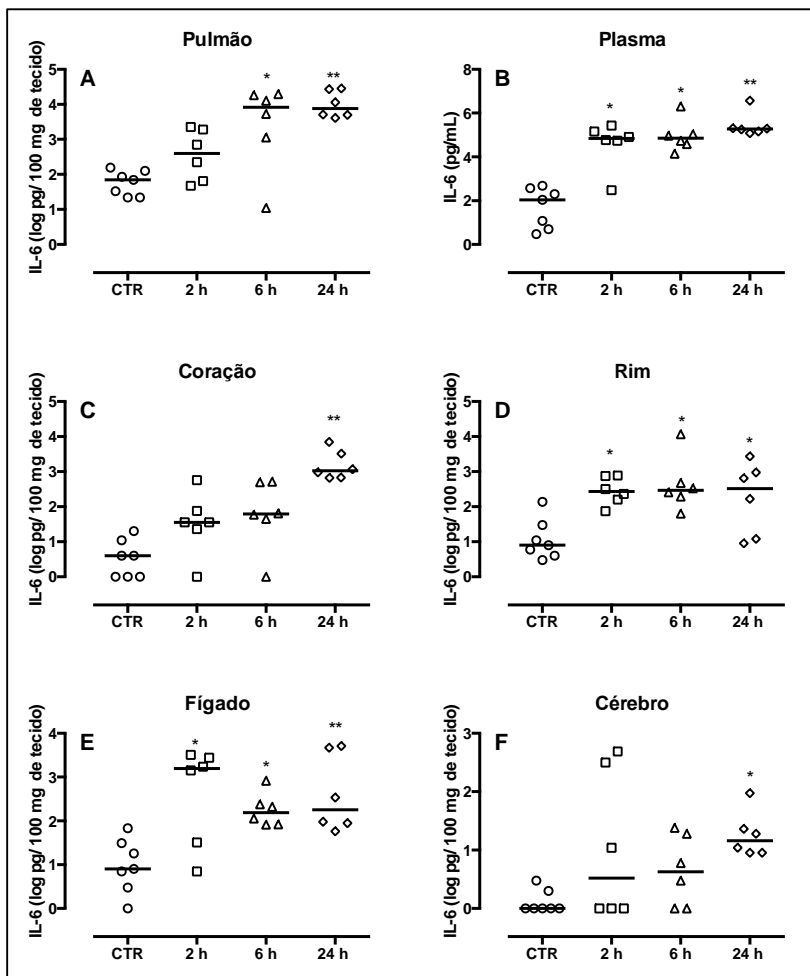 Pulmão
A
IL-6 (log pg/ 100 mg de tecido)
5
4
3
2
1
0
*
**
CTR 2 h 6 h 24 h
Plasma
B
IL-6 (pg/mL)
8
6
4
2
0
*
*
**
CTR 2 h 6 h 24 h
Coração
C
IL-6 (log pg/ 100 mg de tecido)
5
4
3
2
1
0
**
CTR 2 h 6 h 24 h
Rim
D
IL-6 (log pg/ 100 mg de tecido)
5
4
3
2
1
0
*
*
*
CTR 2 h 6 h 24 h
Fígado
E
IL-6 (log pg/ 100 mg de tecido)
4
3
2
1
0
*
*
**
CTR 2 h 6 h 24 h
Cérebro
F
IL-6 (log pg/ 100 mg de tecido)
3
2
1
0
*
CTR 2 h 6 h 24 h